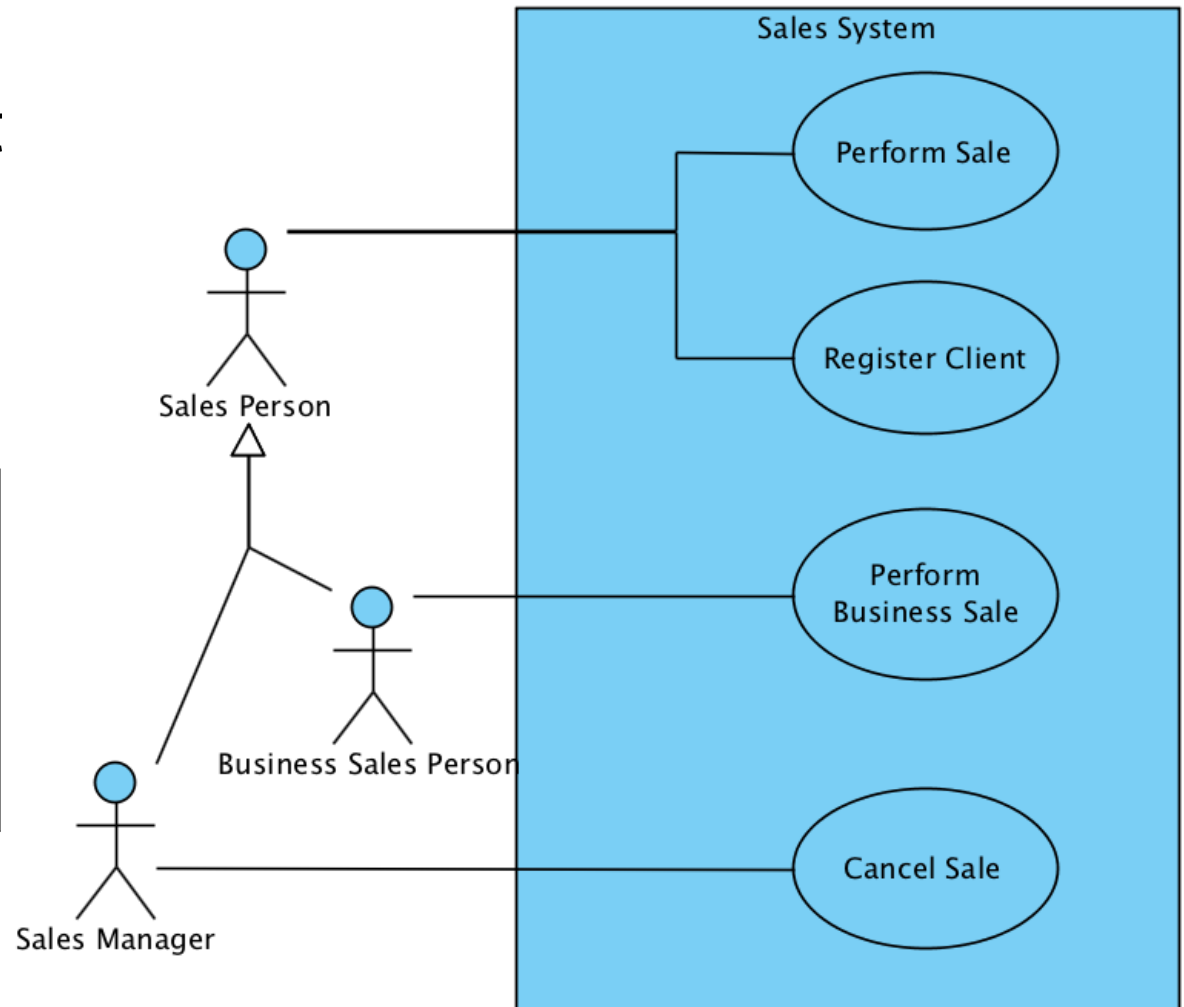 Sales System
Perform Sale
Register Client
Sales Person
Perform
Business Sale
Business Sales Person
Cancel Sale
Sales Manager